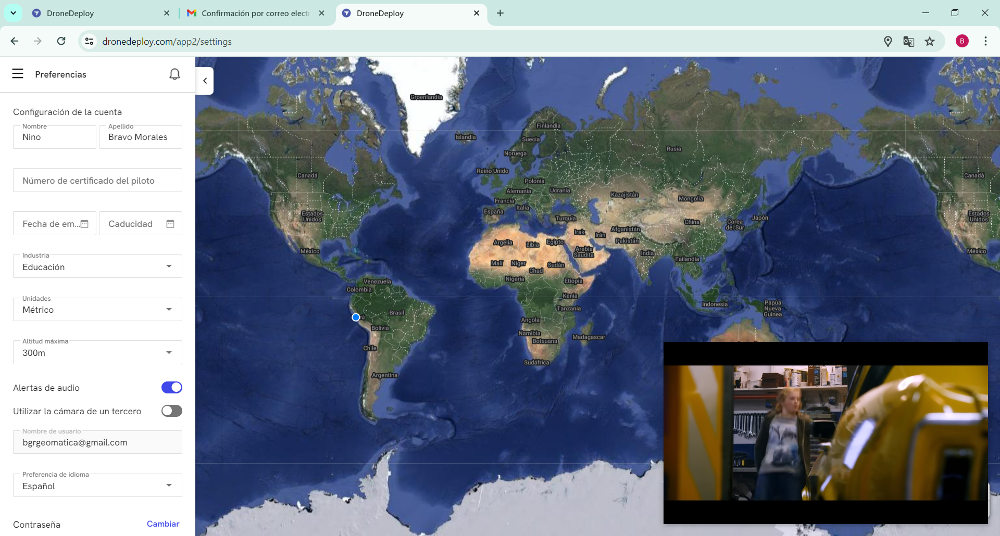 DroneDeploy
Confirmación por correo electr
DroneDeploy
dronedeploy.com/app2/settings
B
Preferencias
Configuración de la cuenta
Nombre
Apellido
Nino
Bravo Morales
Número de certificado del piloto
Fecha de em...
Caducidad
Industria
Educación
Unidades
Métrico
Altitud máxima
300m
Alertas de audio
Utilizar la cámara de un tercero
Nombre de usuario
bgrgeomatica@gmail.com
Preferencia de idioma
Español
Contraseña
Cambiar
Groenlandia
Finlandia
Islandia
Suecia
Rusia
Noruega
Reino Unido
Canadá
Canadá
Polonia
Alemania
Ucrania
Kazajistán
Mongolia
Francia
Italia
España
Estados
Unidos
Turquía
Japón
Corea
del Sur
China
Estados
Unidos
Irak
Irán
Afganistán
Pakistán
Argelia
Libia
Egipto
Arabia
Saudita
México
India
Tailandia
México
Malí
Níger
Sudán
Chad
Nigeria
Etiopía
Venezuela
Colombia
Kenia
Indonesia
Papúa
Nueva
Guinea
Tanzania
Brasil
rú
Angola
Bolivia
Namibia
Botsuana
Madagascar
Chile
Sudáfrica
Argentina